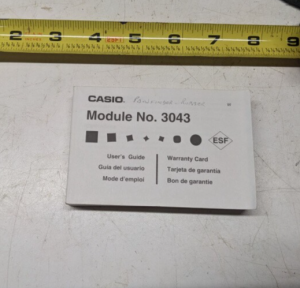 2 3 4 5 6 7 8 9
CASIO.
Module No. 3043
ESF
User's Guide
Guía del usuario
Mode d'emploi
Warranty Card
Tarjeta de garantía
Bon de garantie